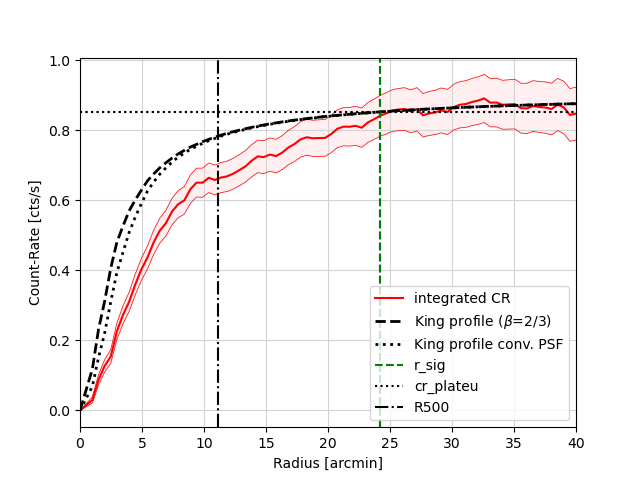 1.0
0.8
0.6
0.4
0.2
0.0
Count-Rate [cts/s]
integrated CR
King profile (β=2/3)
King profile conv. PSF
r_sig
cr_plateu
R500
0 5 10 15 20 25 30 35 40
Radius [arcmin]